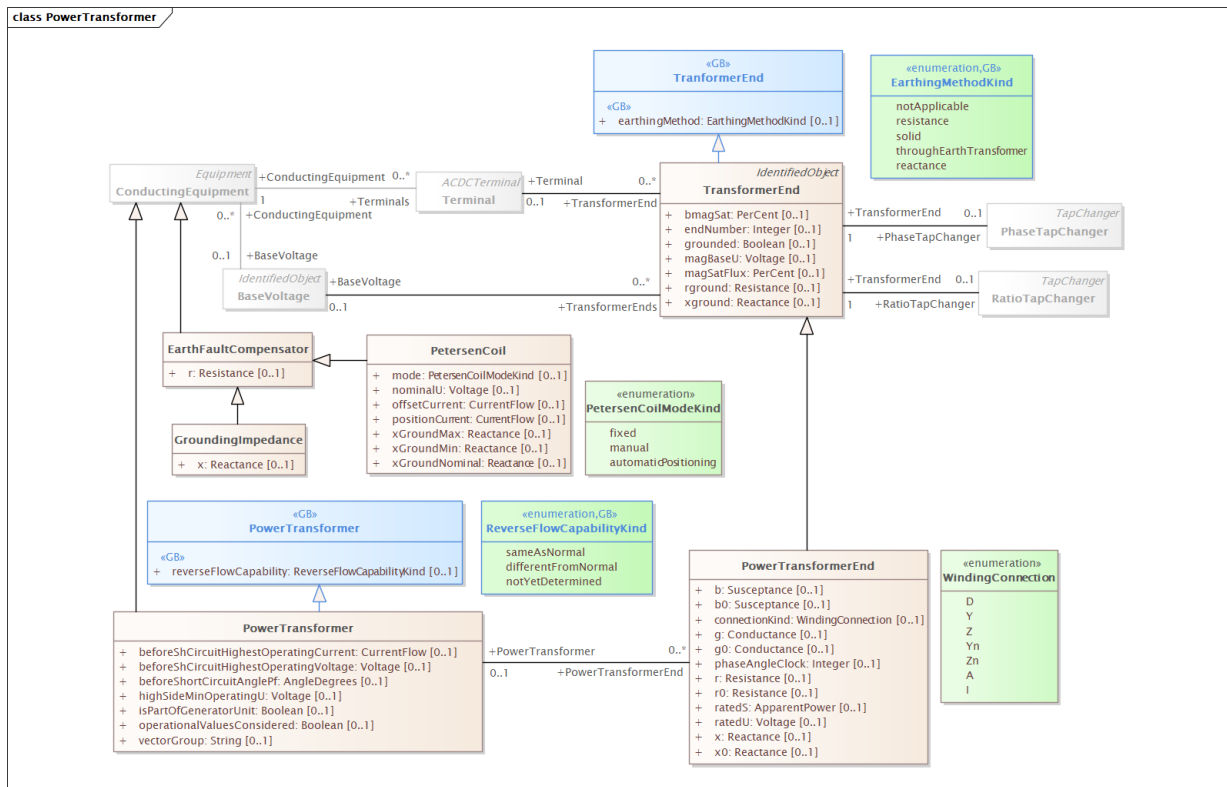 class PowerTransformer
«GB»
TranformerEnd
«GB»
+ earthingMethod: EarthingMethodKind [0..1]
«enumeration,GB»
EarthingMethodKind
notApplicable
resistance
solid
throughEarthTransformer
reactance
Equipment
ConductingEquipment
+ConductingEquipment 0..*
1 +Terminals
ACDCTerminal
Terminal
+Terminal 0..*
0..1 +TransformerEnd
IdentifiedObject
TransformerEnd
+ bmagSat: PerCent [0..1]
+ endNumber: Integer [0..1]
+ grounded: Boolean [0..1]
+ magBaseU: Voltage [0..1]
+ magSatFlux: PerCent [0..1]
+ rground: Resistance [0..1]
+ xground: Reactance [0..1]
+TransformerEnd 0..1
1 +PhaseTapChanger
TapChanger
PhaseTapChanger
+TransformerEnd 0..1
1 +RatioTapChanger
TapChanger
RatioTapChanger
0..* +ConductingEquipment
0..1 +BaseVoltage
IdentifiedObject
BaseVoltage
+BaseVoltage 0..*
0..1 +TransformerEnds
EarthFaultCompensator
+ r: Resistance [0..1]
PetersenCoil
+ mode: PetersenCoilModeKind [0..1]
+ nominalU: Voltage [0..1]
+ offsetCurrent: CurrentFlow [0..1]
+ positionCurrent: CurrentFlow [0..1]
+ xGroundMax: Reactance [0..1]
+ xGroundMin: Reactance [0..1]
+ xGroundNominal: Reactance [0..1]
«enumeration»
PetersenCoilModeKind
fixed
manual
automaticPositioning
GroundingImpedance
+ x: Reactance [0..1]
«GB»
PowerTransformer
«GB»
+ reverseFlowCapability: ReverseFlowCapabilityKind [0..1]
«enumeration,GB»
ReverseFlowCapabilityKind
sameAsNormal
differentFromNormal
notYetDetermined
PowerTransformer
+ beforeShCircuitHighestOperatingCurrent: CurrentFlow [0..1]
+ beforeShCircuitHighestOperatingVoltage: Voltage [0..1]
+ beforeShortCircuitAnglePf: AngleDegrees [0..1]
+ highSideMinOperatingU: Voltage [0..1]
+ isPartOfGeneratorUnit: Boolean [0..1]
+ operationalValuesConsidered: Boolean [0..1]
+ vectorGroup: String [0..1]
+PowerTransformer 0..*
0..1 +PowerTransformerEnd
PowerTransformerEnd
+ b: Susceptance [0..1]
+ b0: Susceptance [0..1]
+ connectionKind: WindingConnection [0..1]
+ g: Conductance [0..1]
+ g0: Conductance [0..1]
+ phaseAngleClock: Integer [0..1]
+ r: Resistance [0..1]
+ r0: Resistance [0..1]
+ ratedS: ApparentPower [0..1]
+ ratedU: Voltage [0..1]
+ x: Reactance [0..1]
+ x0: Reactance [0..1]
«enumeration»
WindingConnection
D
Y
Z
Yn
Zn
A
I